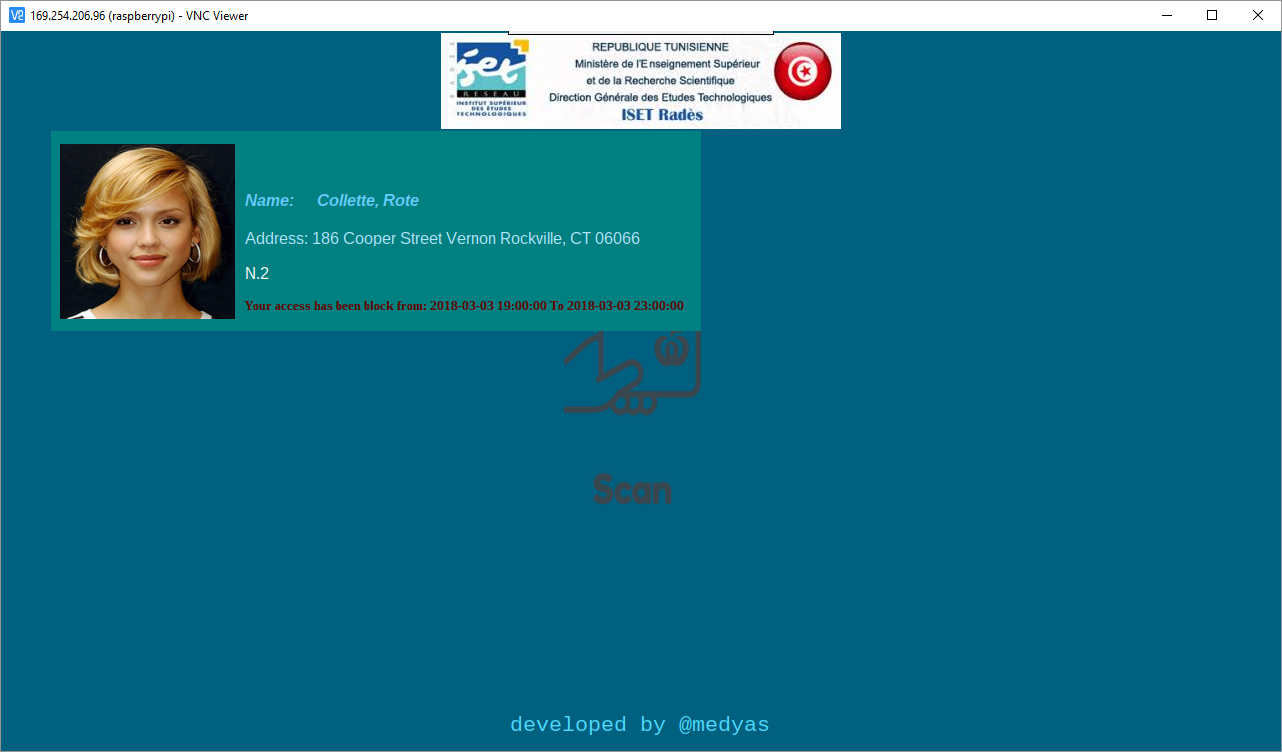 169.254.206.96 (raspberrypi) - VNC Viewer
iset
RADES
RESEAU
INSTITUT SUPÉRIEUR
DES ÉTUDES
TECHNOLOGIQUES
REPUBLIQUE TUNISIENNE
Ministère de l'Enseignement Supérieur
et de la Recherche Scientifique
Direction Générale des Etudes Technologiques
ISET Radès
Name: Collette, Rote
Address: 186 Cooper Street Vernon Rockville, CT 06066
N.2
Your access has been block from: 2018-03-03 19:00:00 To 2018-03-03 23:00:00
Scan
developed by @medyas